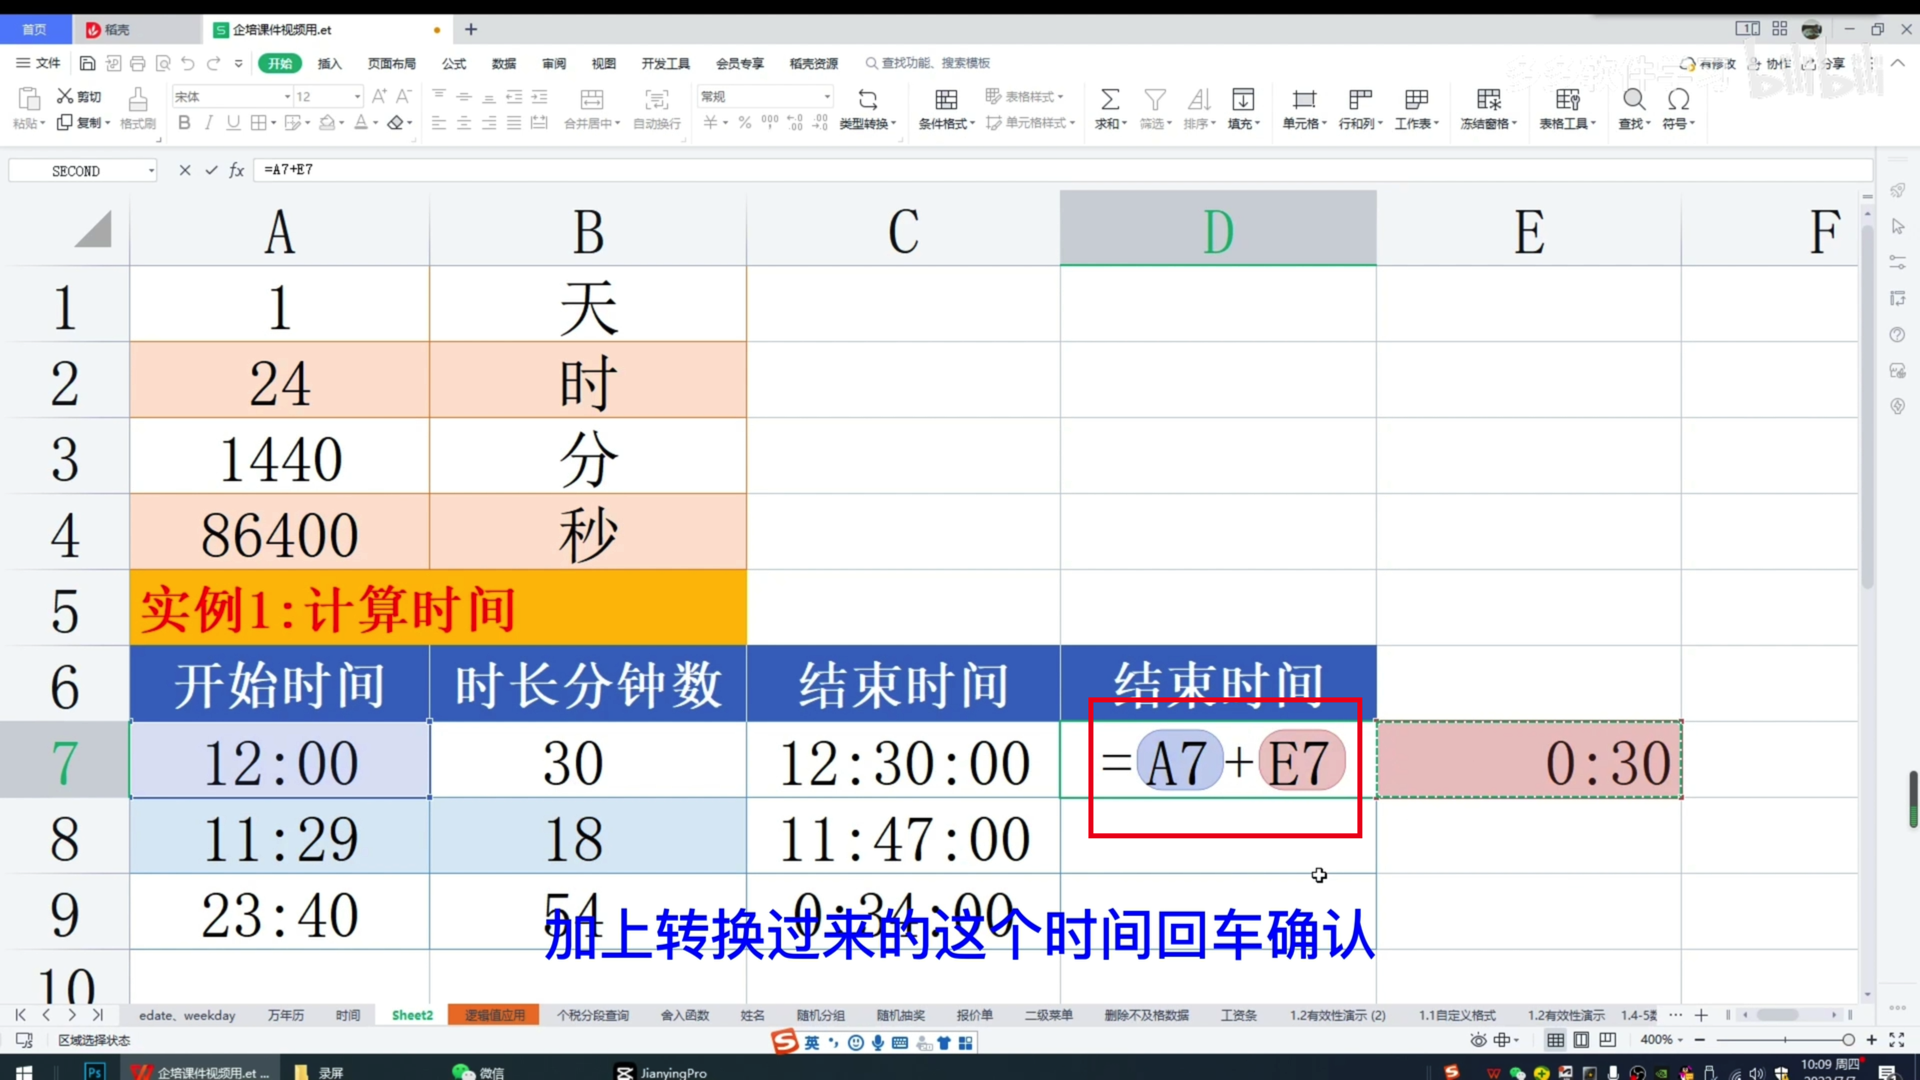 首页 稻壳 企培课件视频用.et
文件 开始 插入 页面布局 公式 数据 审阅 视图 开发工具 会员专享 稻壳资源 查找功能、搜索模板 有修改 协作 分享
粘贴 剪切 复制 格式刷 宋体 12 合并居中 自动换行 常规 类型转换 条件格式 表格样式 单元格样式 求和 筛选 排序 填充 单元格 行和列 工作表 冻结窗格 表格工具 查找 符号
bilibili
SECOND =A7+E7
A B C D E F
1 1 天
2 24 时
3 1440 分
4 86400 秒
5 实例1:计算时间
6 开始时间 时长分钟数 结束时间 结束时间
7 12:00 30 12:30:00 =A7+E7 0:30
8 11:29 18 11:47:00
9 23:40 54 0:34:00
加上转换过来的这个时间回车确认
10
edate、weekday 万年历 时间 Sheet2 逻辑值应用 个税分段查询 舍入函数 姓名 随机分组 随机抽奖 报价单 二级菜单 删除不及格数据 工资条 1.2有效性演示 (2) 1.1自定义格式 1.2有效性演示
区域选择状态 英 400%
Ps 企培课件视频用.et ... 录屏 微信 JianyingPro 10:09 周四